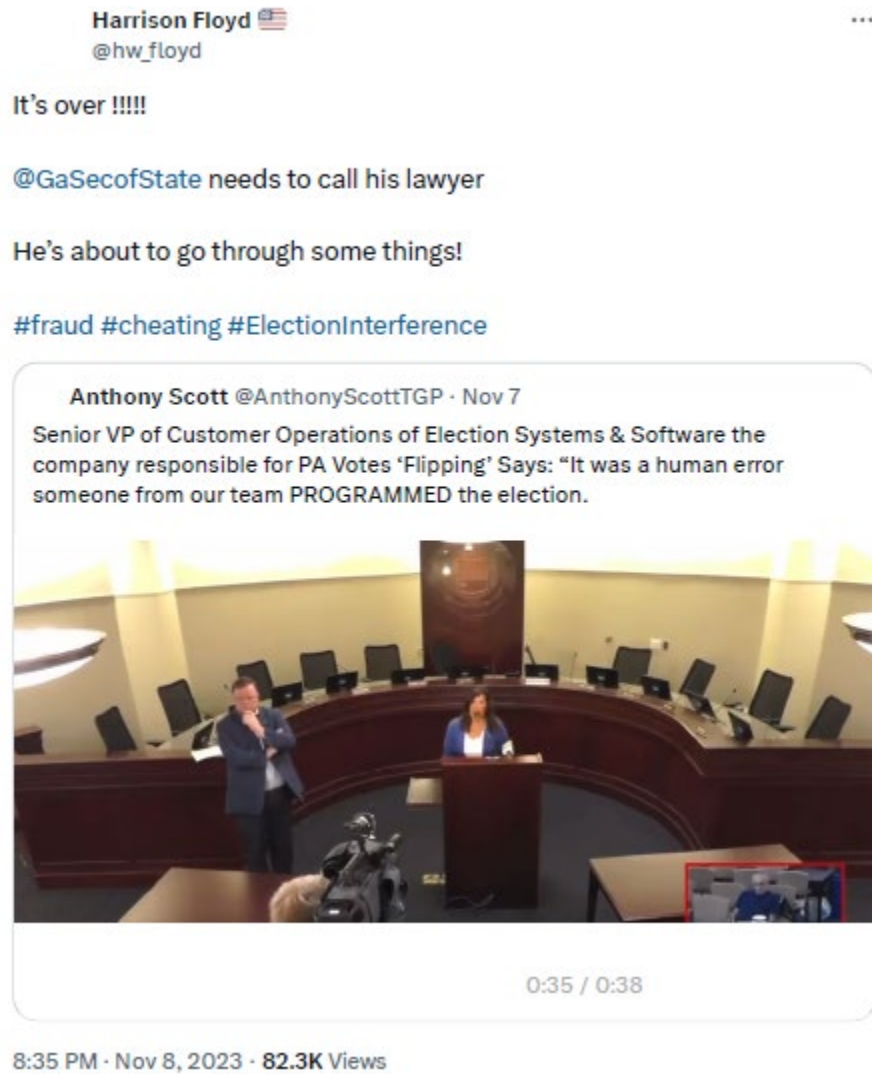 Harrison Floyd 🇺🇸
@hw_floyd
It's over !!!!!
@GaSecofState needs to call his lawyer
He's about to go through some things!
#fraud #cheating #ElectionInterference
Anthony Scott @AnthonyScottTGP · Nov 7
Senior VP of Customer Operations of Election Systems & Software the
company responsible for PA Votes ‘Flipping’ Says: “It was a human error
someone from our team PROGRAMMED the election.
0:35 / 0:38
8:35 PM · Nov 8, 2023 · 82.3K Views